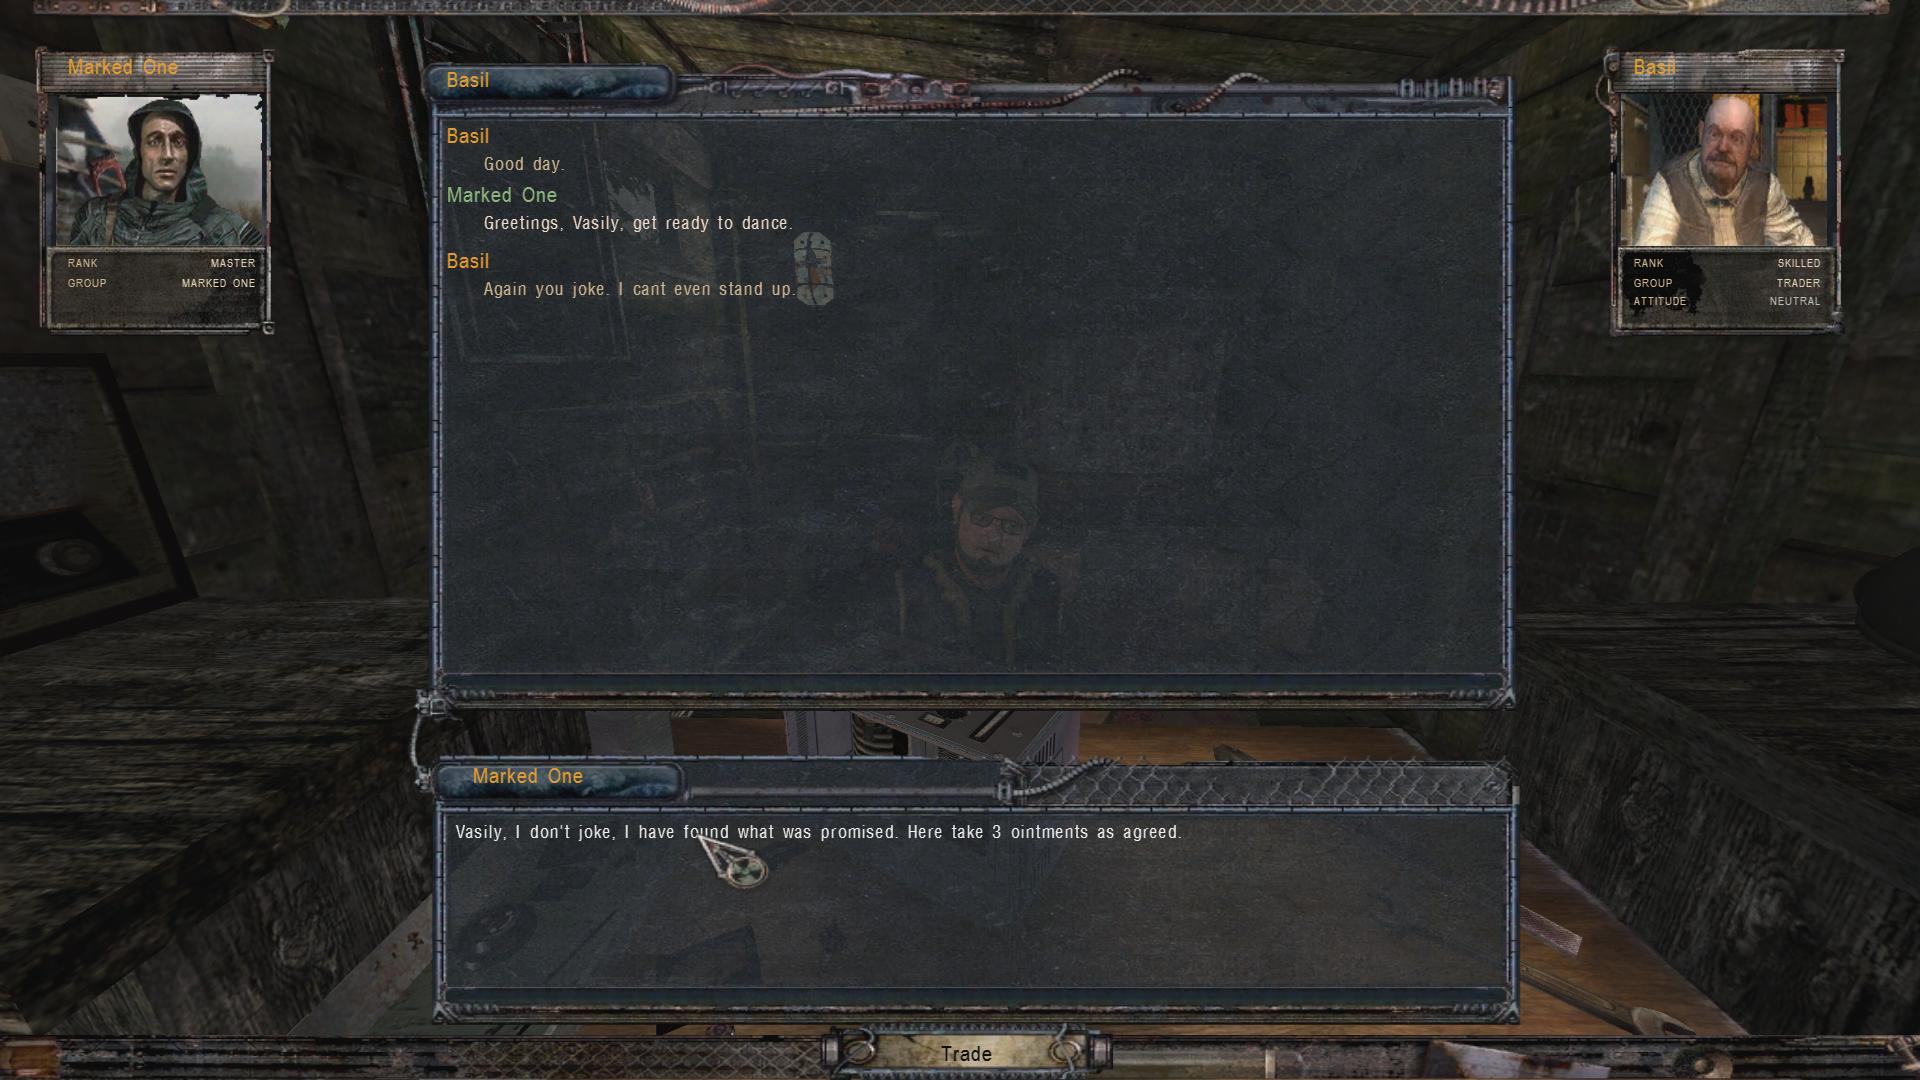 Marked One
RANK MASTER
GROUP MARKED ONE
Basil
Basil
Good day.
Marked One
Greetings, Vasily, get ready to dance.
Basil
Again you joke. I cant even stand up.
Basil
RANK SKILLED
GROUP TRADER
ATTITUDE NEUTRAL
Marked One
Vasily, I don't joke, I have found what was promised. Here take 3 ointments as agreed.
Trade